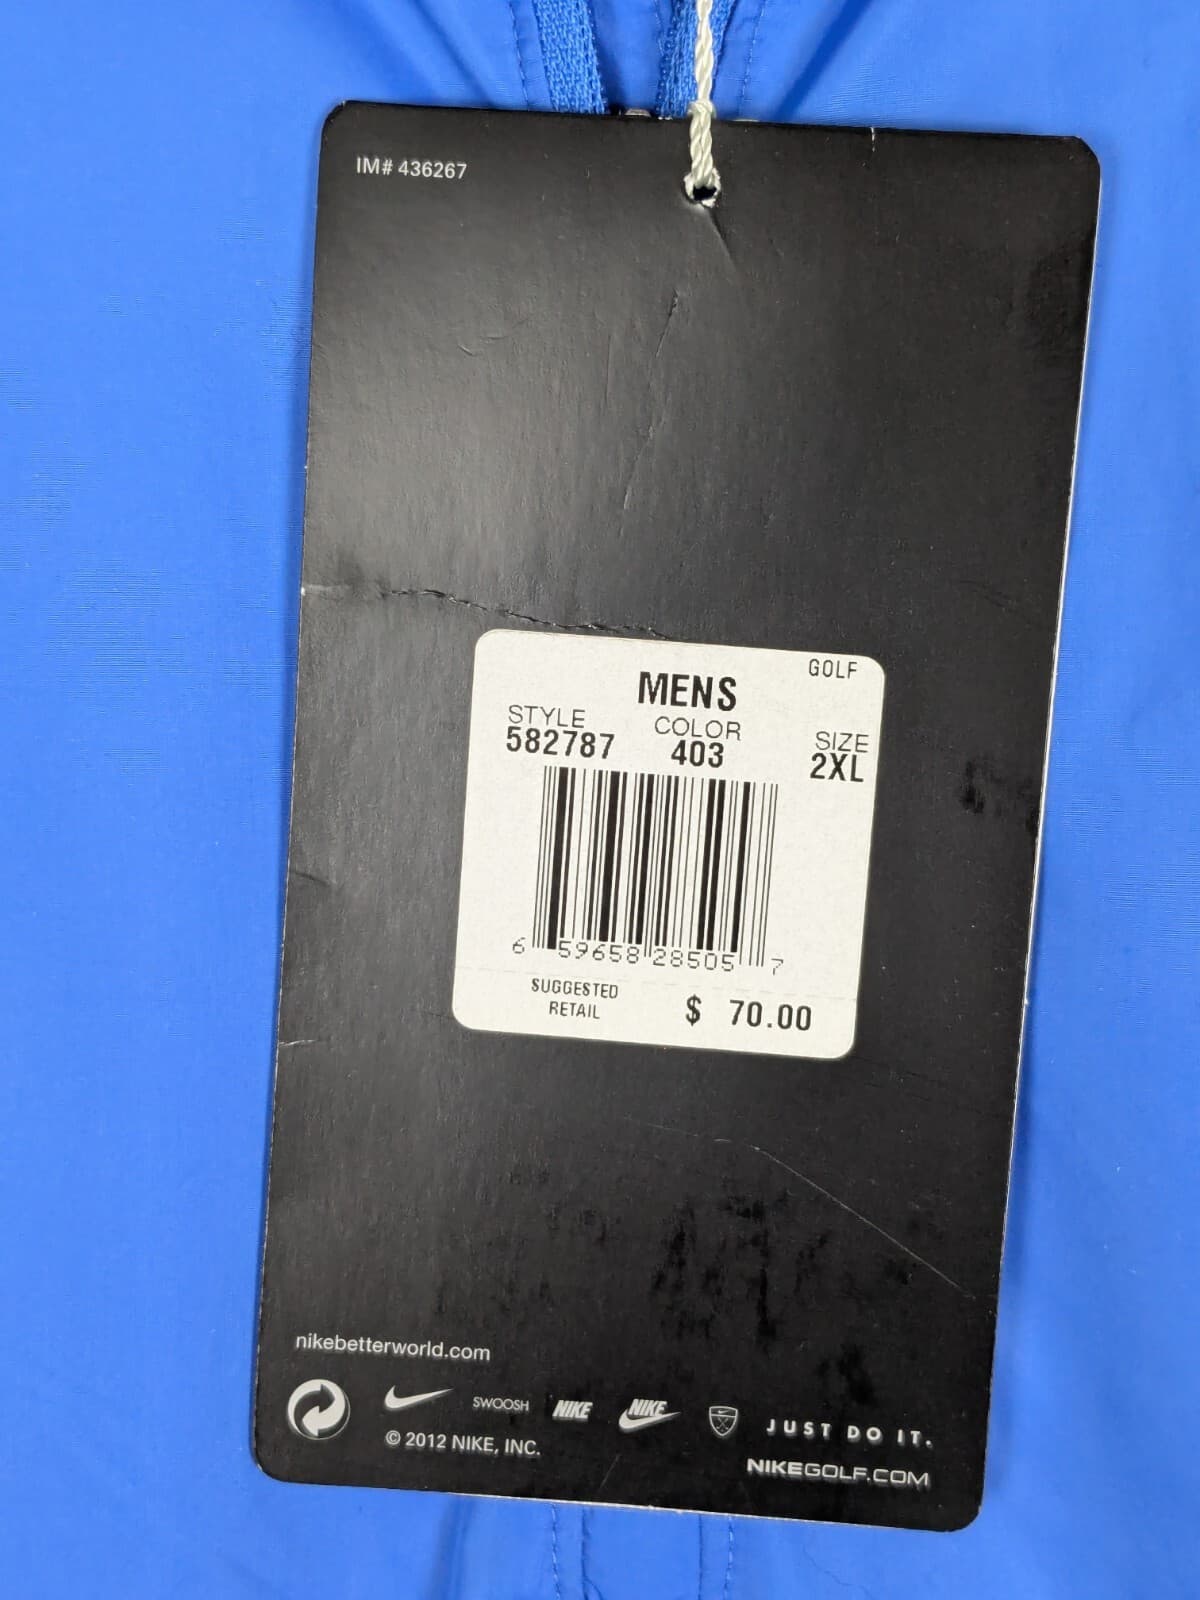 IM# 436267
GOLF
MENS
STYLE COLOR SIZE
582787 403 2XL
6 59658 28505 7
SUGGESTED
RETAIL
$ 70.00
nikebetterworld.com
SWOOSH NIKE NIKE JUST DO IT.
© 2012 NIKE, INC.
NIKEGOLF.COM